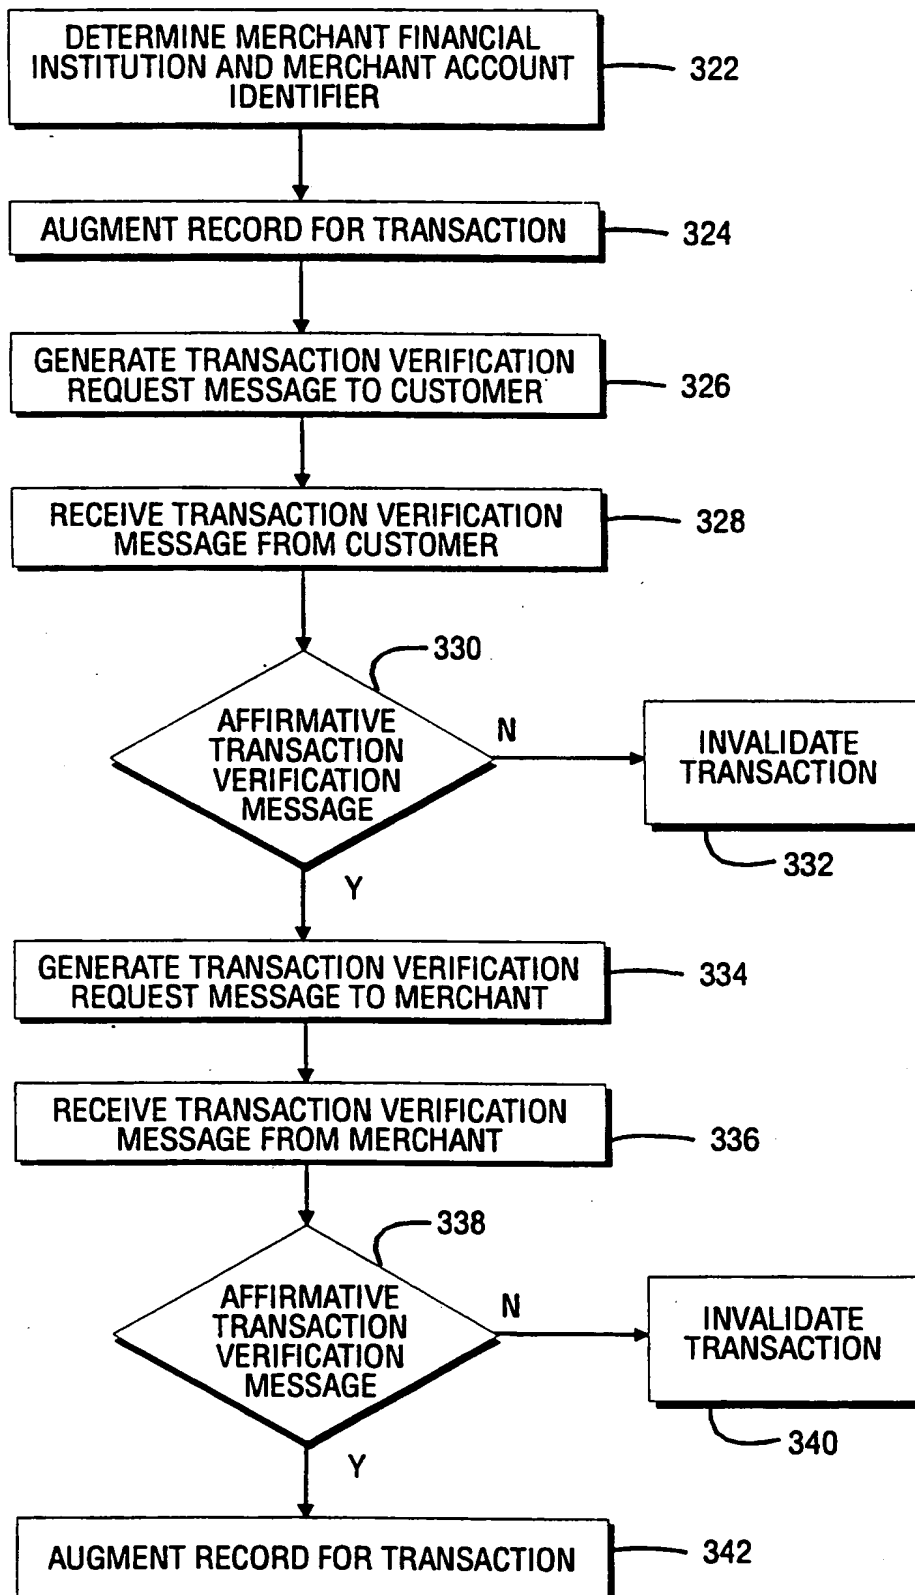 DETERMINE MERCHANT FINANCIAL
INSTITUTION AND MERCHANT ACCOUNT
IDENTIFIER
322
AUGMENT RECORD FOR TRANSACTION
324
GENERATE TRANSACTION VERIFICATION
REQUEST MESSAGE TO CUSTOMER
326
RECEIVE TRANSACTION VERIFICATION
MESSAGE FROM CUSTOMER
328
330
AFFIRMATIVE
TRANSACTION
VERIFICATION
MESSAGE
N
INVALIDATE
TRANSACTION
332
Y
GENERATE TRANSACTION VERIFICATION
REQUEST MESSAGE TO MERCHANT
334
RECEIVE TRANSACTION VERIFICATION
MESSAGE FROM MERCHANT
336
338
AFFIRMATIVE
TRANSACTION
VERIFICATION
MESSAGE
N
INVALIDATE
TRANSACTION
340
Y
AUGMENT RECORD FOR TRANSACTION
342